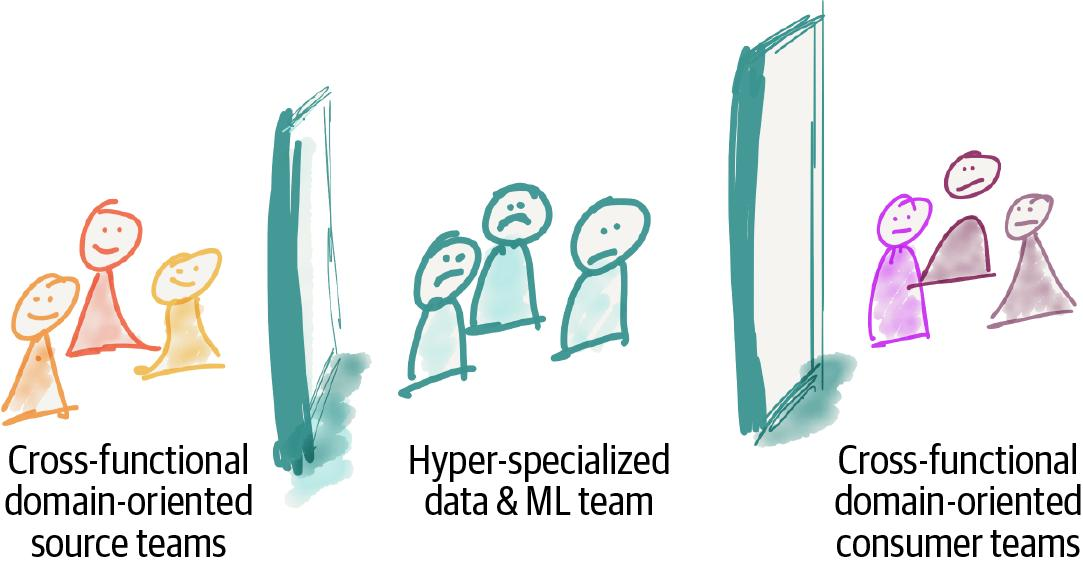 Cross-functional
domain-oriented
source teams
Hyper-specialized
data & ML team
Cross-functional
domain-oriented
consumer teams